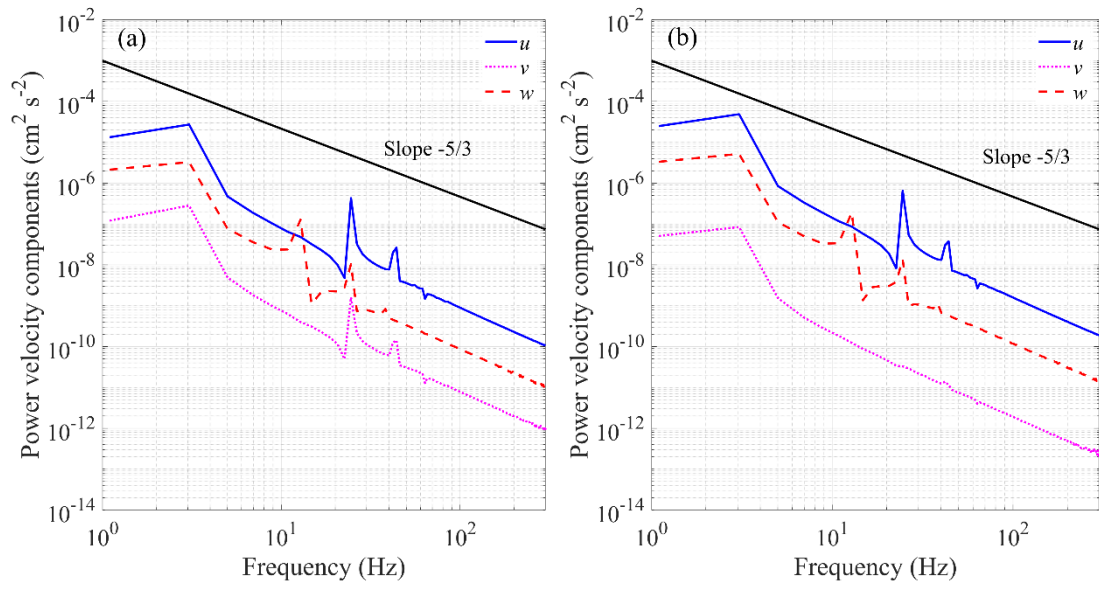 (a)
u
v
w
Slope -5/3
10^-2
10^-4
10^-6
10^-8
10^-10
10^-12
10^-14
10^0
10^1
10^2
Power velocity components (cm^2 s^-2)
Frequency (Hz)
(b)
u
v
w
Slope -5/3
10^-2
10^-4
10^-6
10^-8
10^-10
10^-12
10^-14
10^0
10^1
10^2
Power velocity components (cm^2 s^-2)
Frequency (Hz)